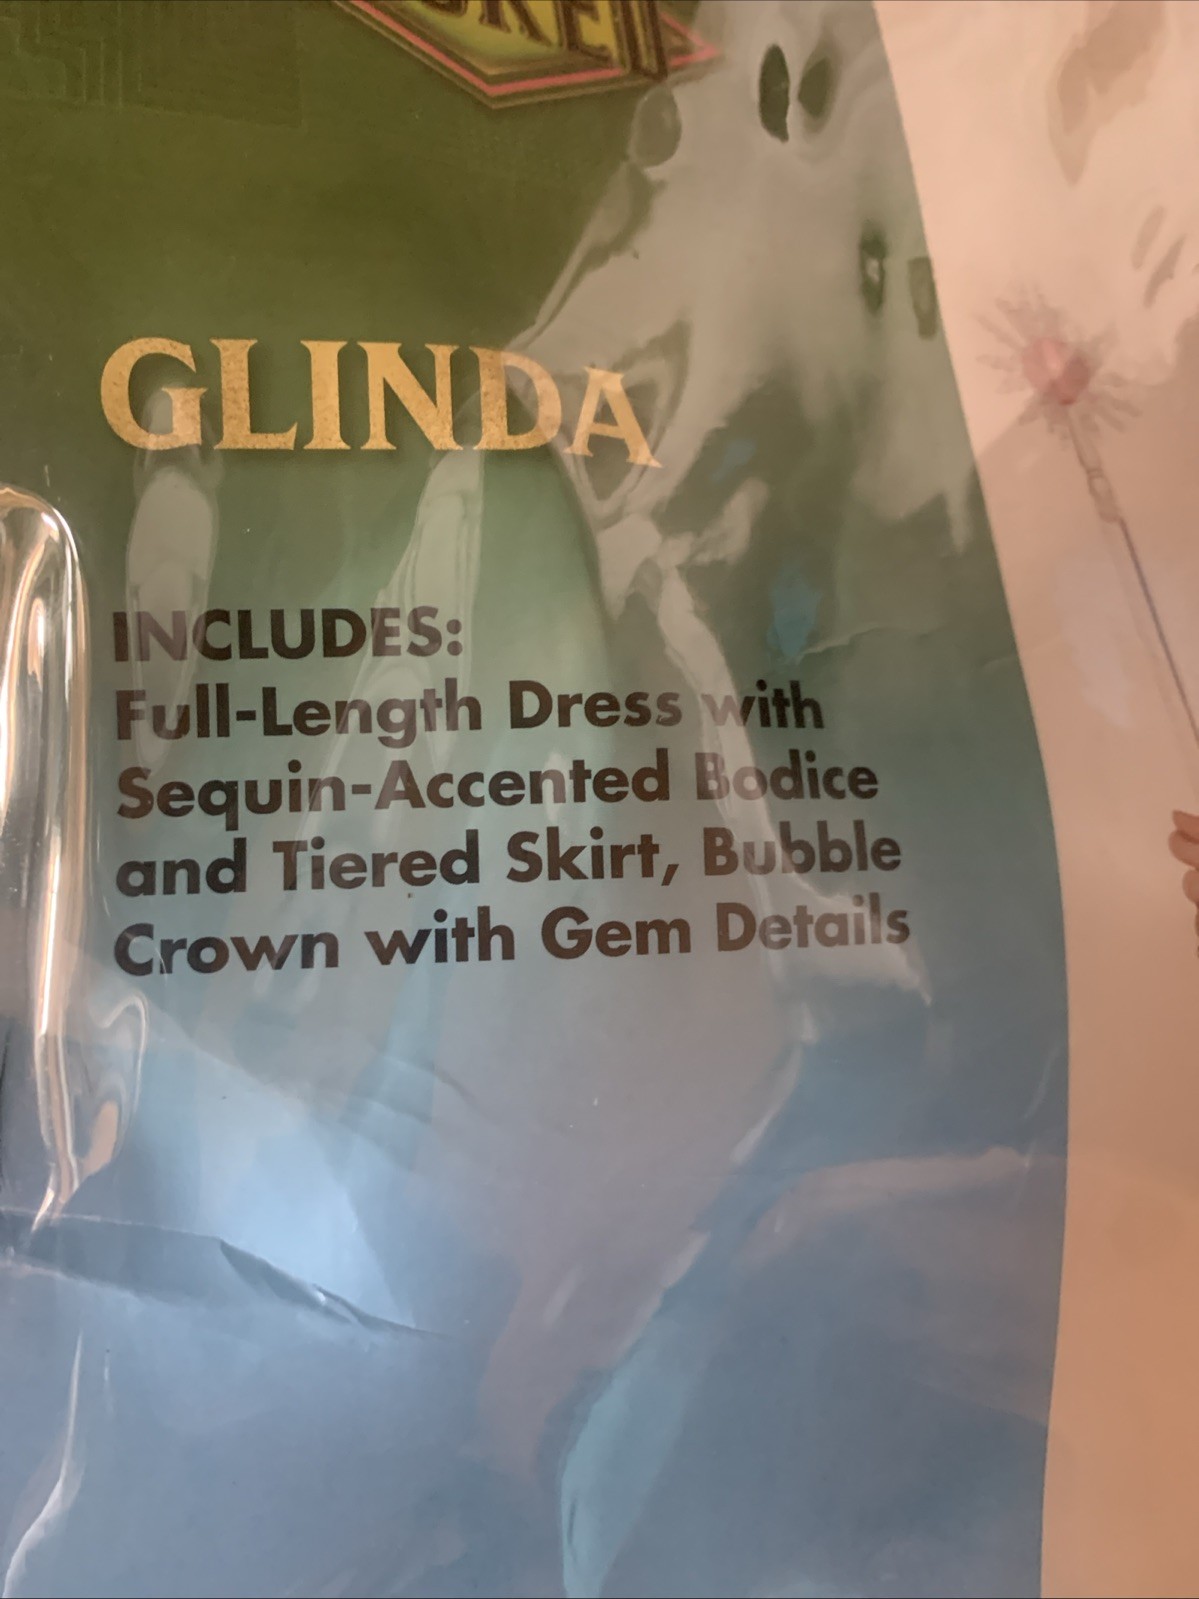 GLINDA
INCLUDES:
Full-Length Dress with
Sequin-Accented Bodice
and Tiered Skirt, Bubble
Crown with Gem Details